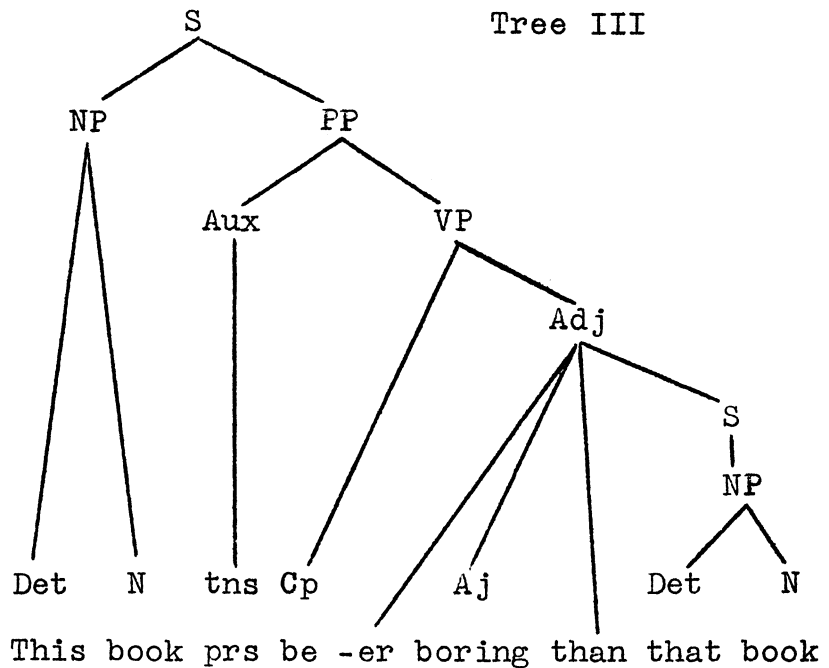 S Tree III
NP PP
Aux VP
Adj
S
NP
Det N tns Cp Aj Det N
This book prs be -er boring than that book